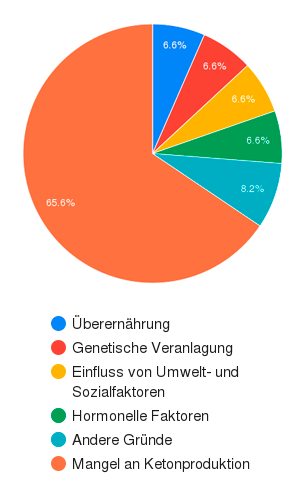 6.6%
6.6%
6.6%
6.6%
8.2%
65.6%
Überernährung
Genetische Veranlagung
Einfluss von Umwelt- und
Sozialfaktoren
Hormonelle Faktoren
Andere Gründe
Mangel an Ketonproduktion